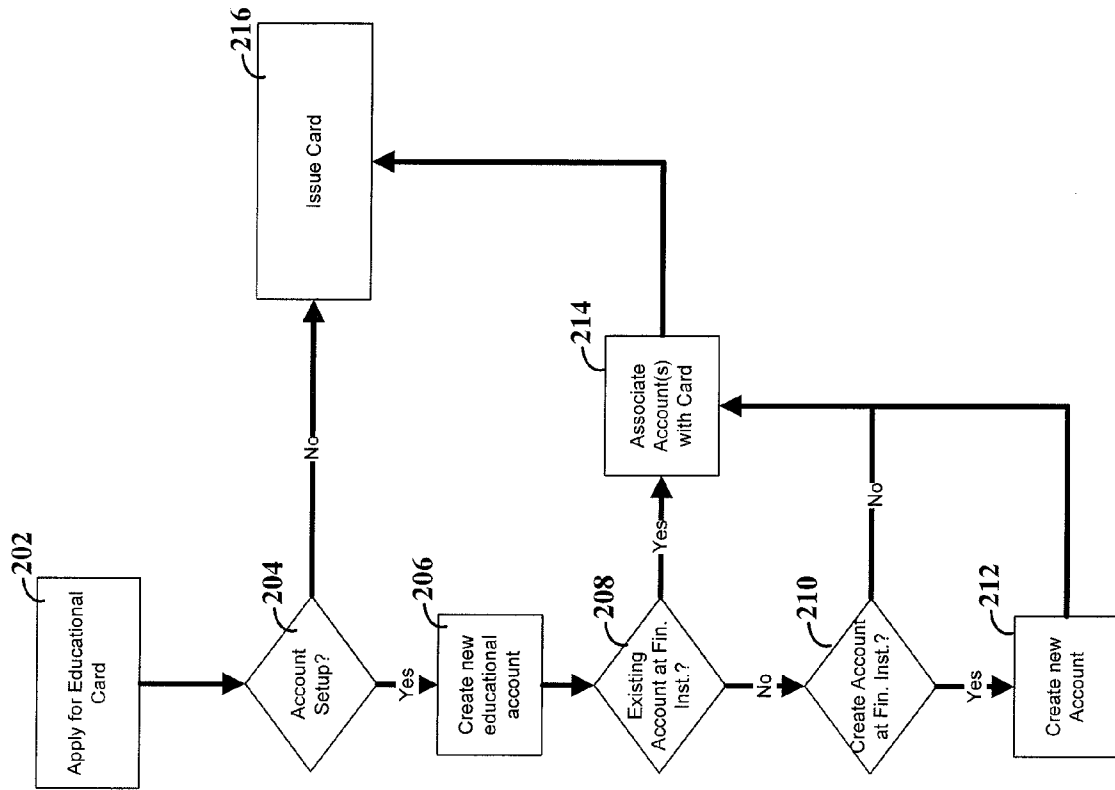 202
Apply for Educational
Card
204
Account
Setup?
No
216
Issue Card
Yes
206
Create new
educational
account
208
Existing
Account at Fin.
Inst.?
Yes
214
Associate
Account(s)
with Card
No
210
Create Account
at Fin. Inst.?
No
Yes
212
Create new
Account